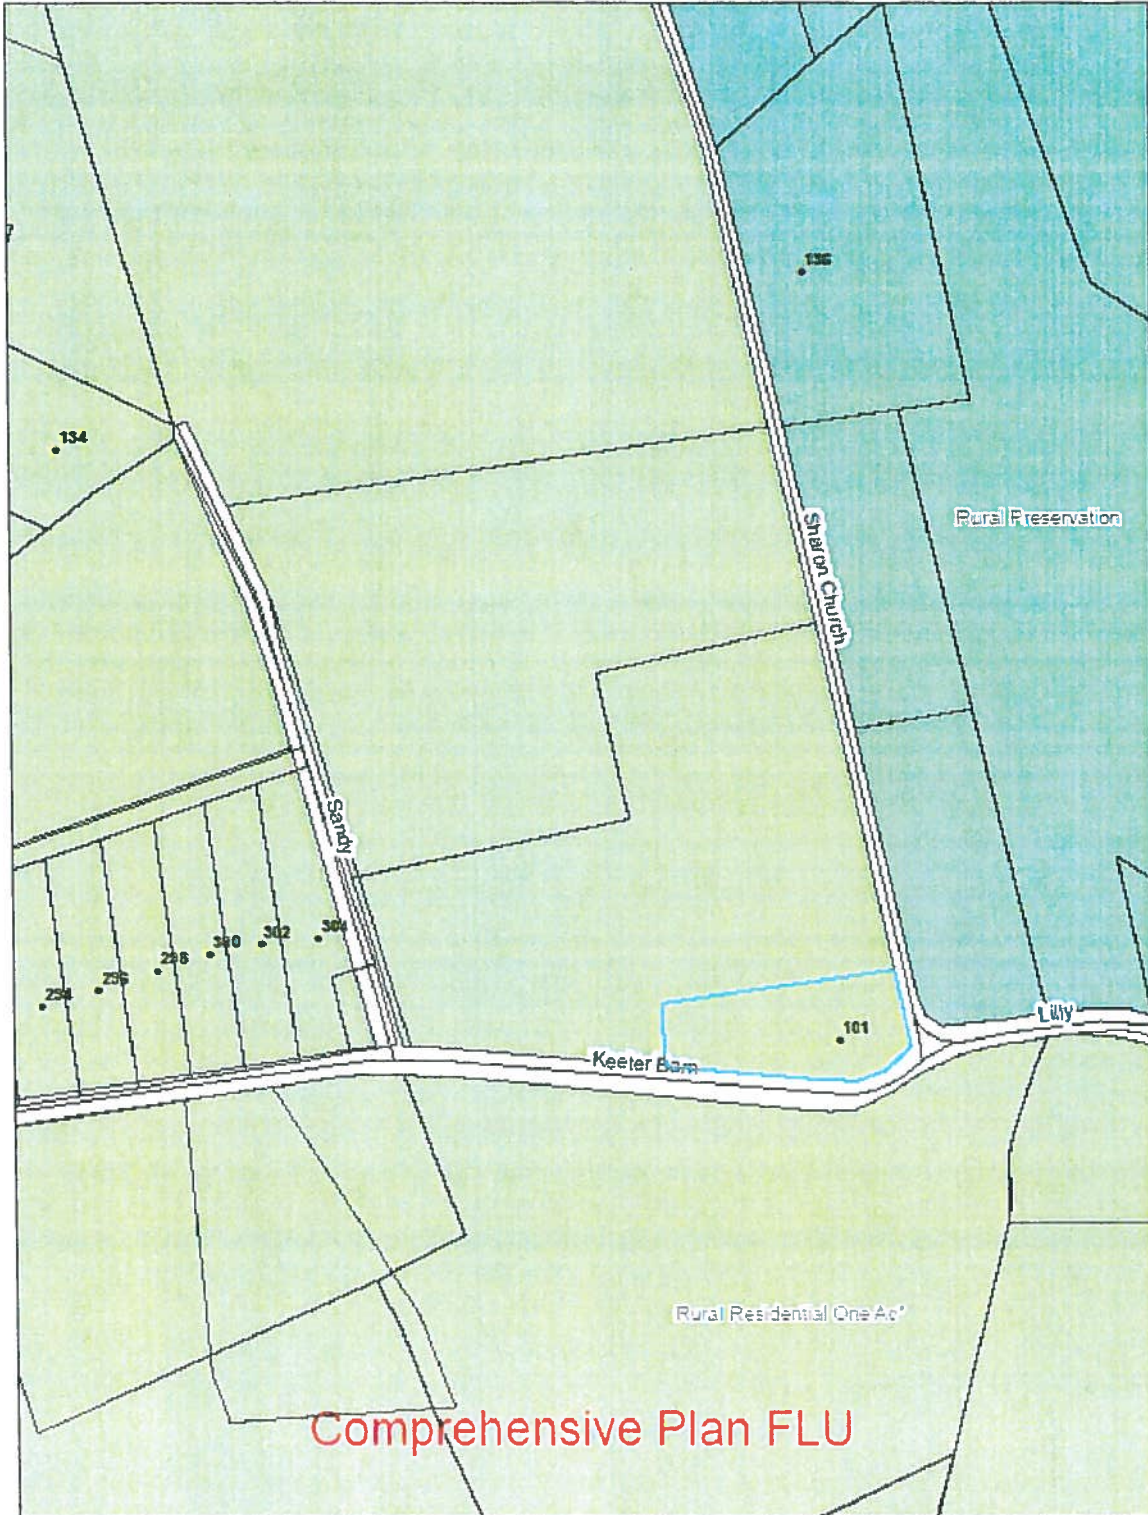 136
134
Rural Preservation
Sharon Church
Sandy
304
302
300
298
296
294
101
Lilly
Keeter Barn
Rural Residential One
Comprehensive Plan FLU